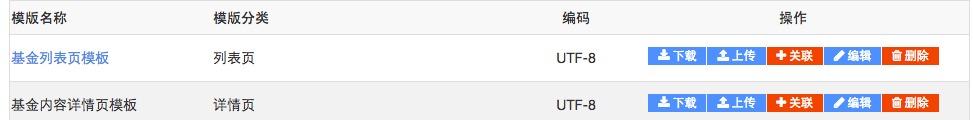 模版名称 模版分类 编码 操作
基金列表页模板 列表页 UTF-8 下载 上传 关联 编辑 删除
基金内容详情页模板 详情页 UTF-8 下载 上传 关联 编辑 删除